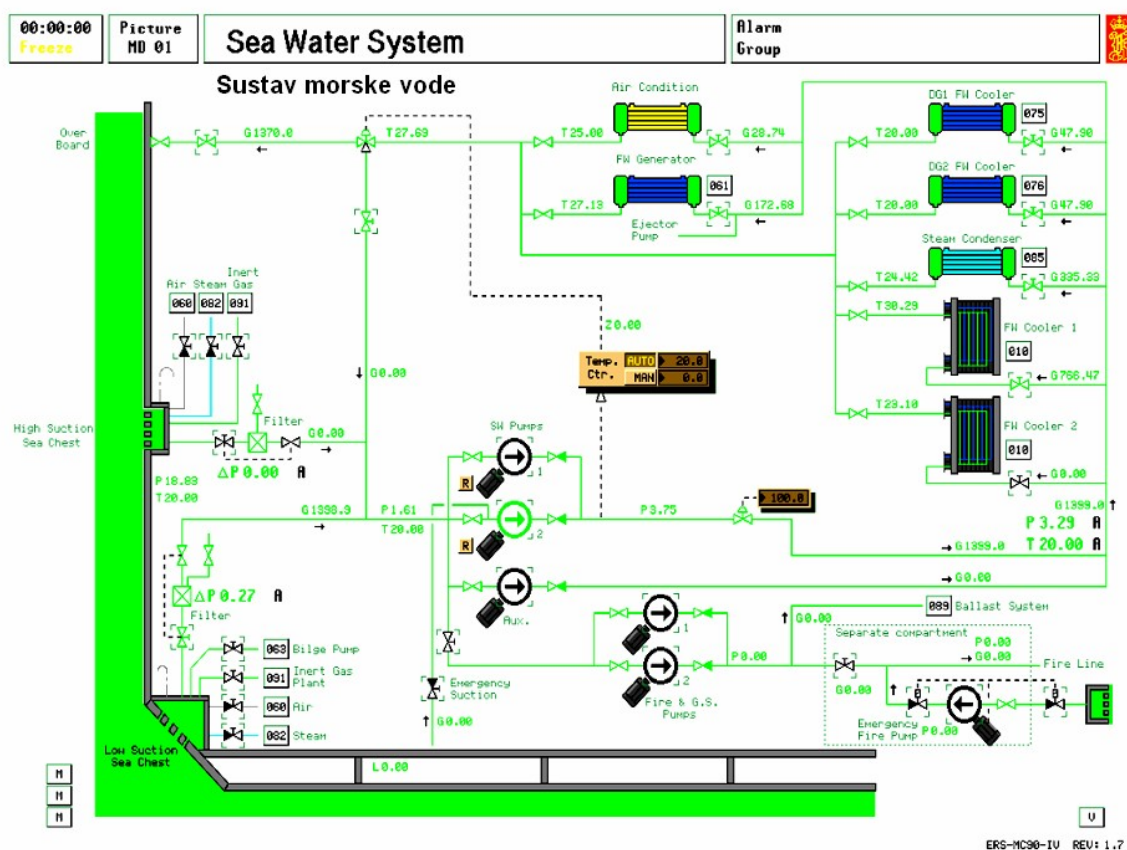 00:00:00
Freeze
Picture
MD 01
Sea Water System
Alarm
Group
Sustav morske vode
Over
Board
G1370.0
T27.69
Air Condition
T25.00
G28.74
FW Generator
061
T27.13
G172.68
Ejector
Pump
DG1 FW Cooler
075
T20.00
G47.90
DG2 FW Cooler
076
T20.00
G47.90
Steam Condenser
085
T24.42
G335.33
T30.29
FW Cooler 1
010
G766.47
T23.10
FW Cooler 2
010
G0.00
G1399.0
P 3.29 A
T 20.00 A
Inert
Air Steam Gas
060
082
091
Z0.00
Temp.
Ctr.
AUTO
20.0
MAN
0.0
G0.00
High Suction
Sea Chest
Filter
G0.00
△P 0.00 A
P18.83
T20.00
SW Pumps
1
R
G1398.9
P1.61
T20.00
2
R
P3.75
100.0
G1399.0
G0.00
△P 0.27 A
Filter
Aux.
063
Bilge Pump
091
Inert Gas
Plant
060
Air
082
Steam
Low Suction
Sea Chest
Emergency
Suction
G0.00
1
2
Fire & G.S.
Pumps
P0.00
G0.00
089
Ballast System
Separate compartment
P0.00
G0.00
Fire Line
G0.00
Emergency
Fire Pump
P0.00
L0.00
M
M
M
V
ERS-MC90-IV REV: 1.7